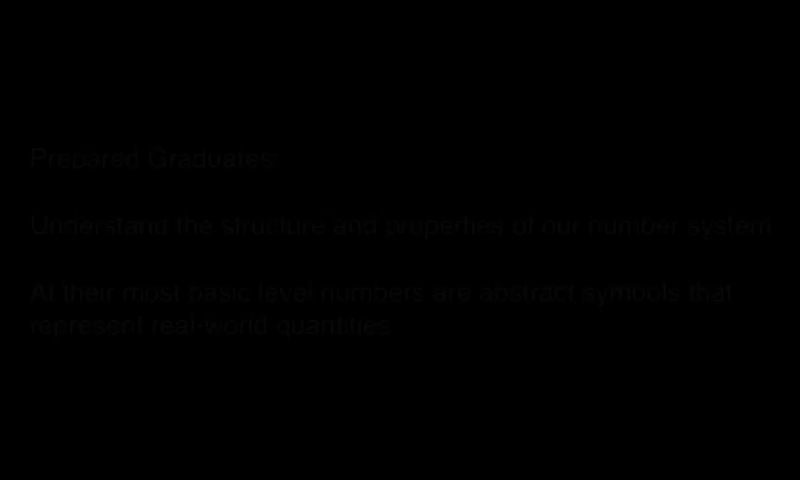 Prepared Graduates:
Understand the structure and properties of our number system.
At their most basic level numbers are abstract symbols that
represent real-world quantities